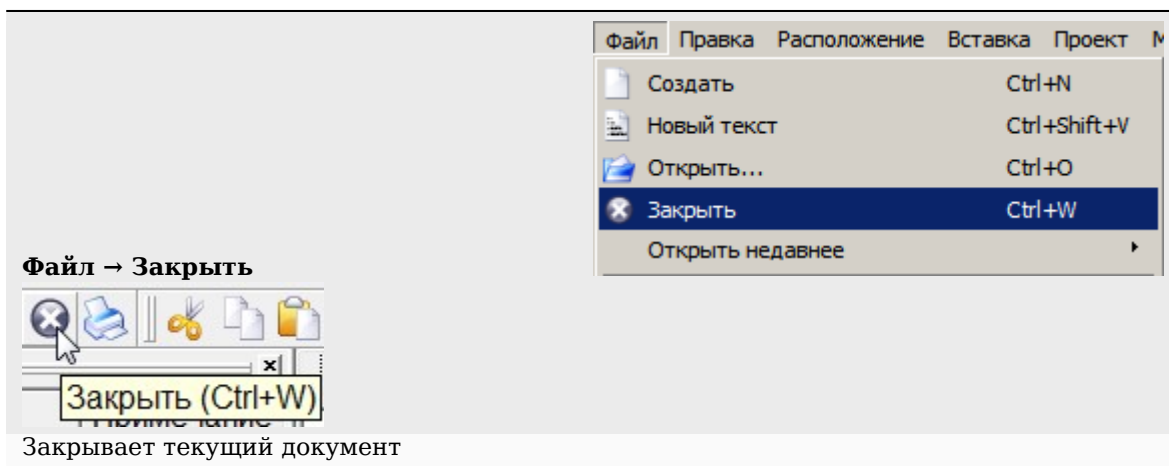 Файл Правка Расположение Вставка Проект
Создать Ctrl+N
Новый текст Ctrl+Shift+V
Открыть... Ctrl+O
Закрыть Ctrl+W
Открыть недавнее
Файл → Закрыть
Закрыть (Ctrl+W)
Примечание
Закрывает текущий документ